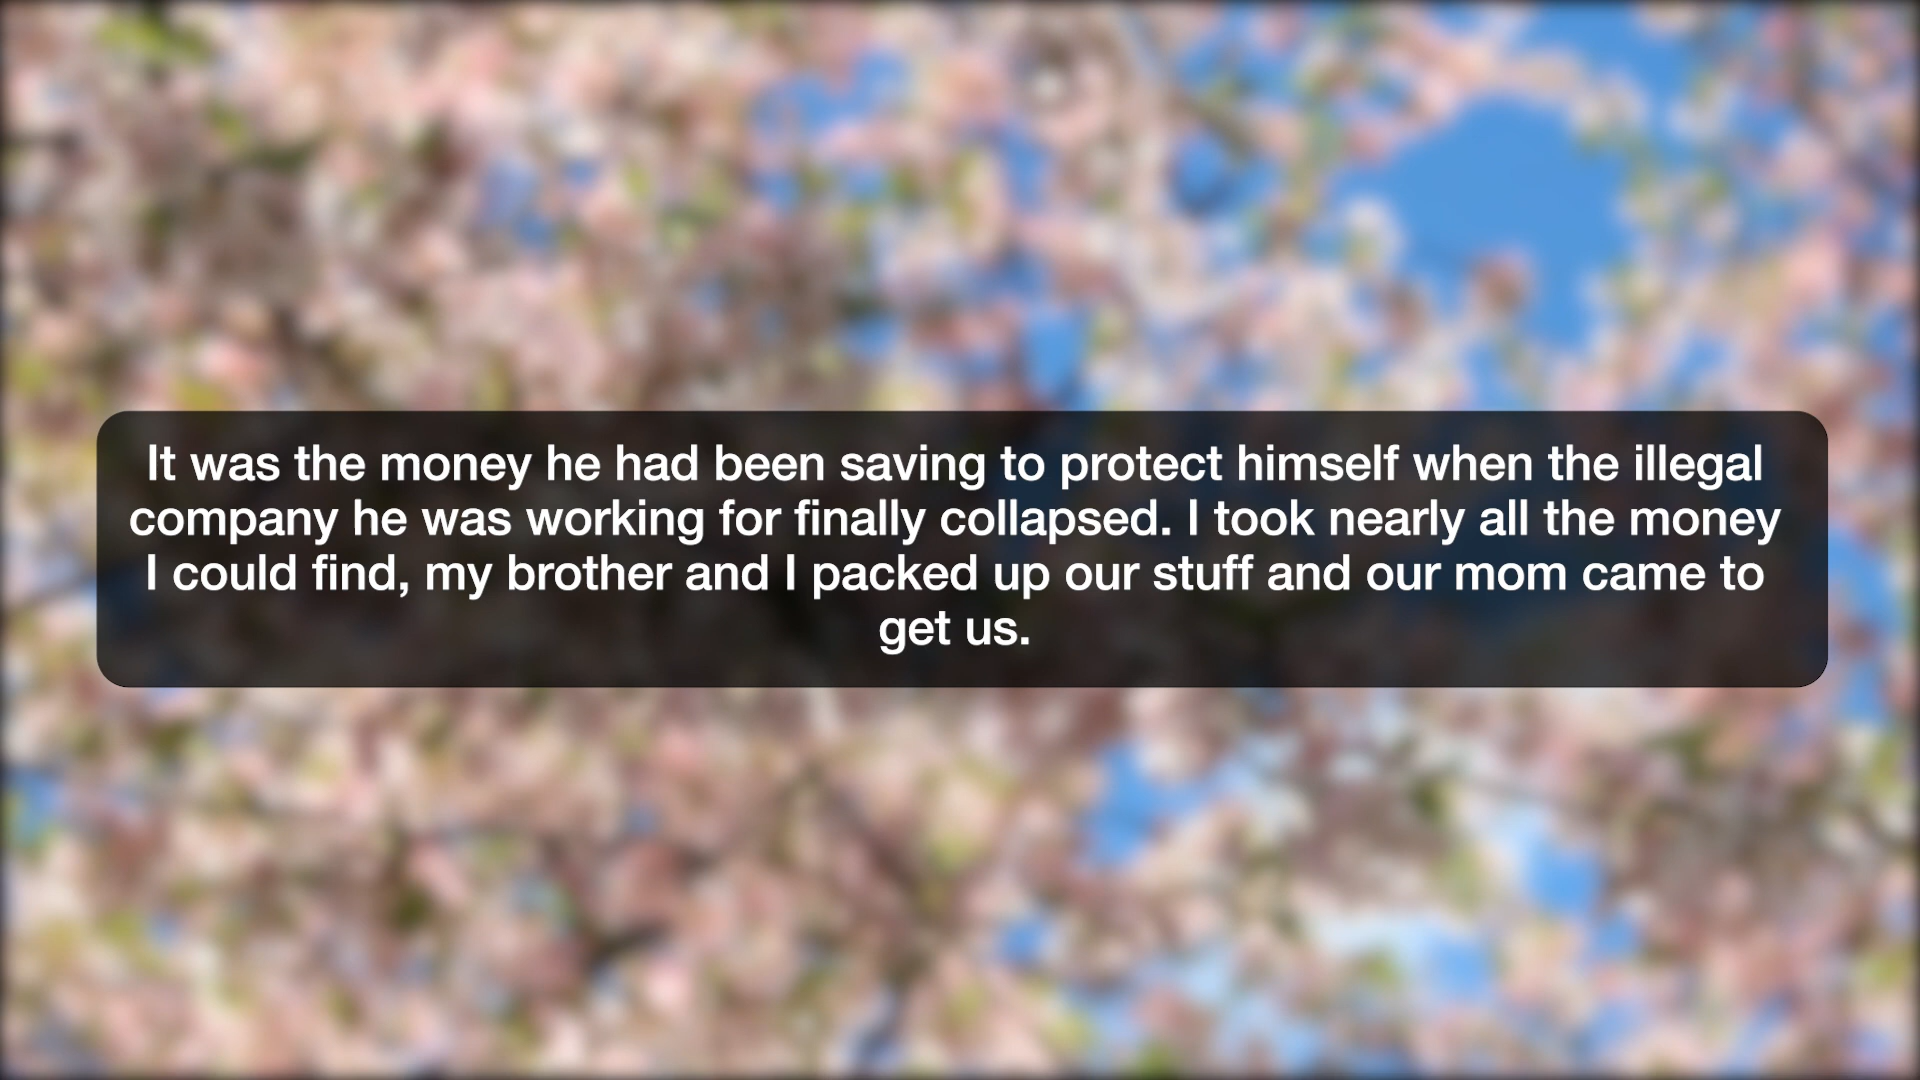 It was the money he had been saving to protect himself when the illegal
company he was working for finally collapsed. I took nearly all the money
I could find, my brother and I packed up our stuff and our mom came to
get us.